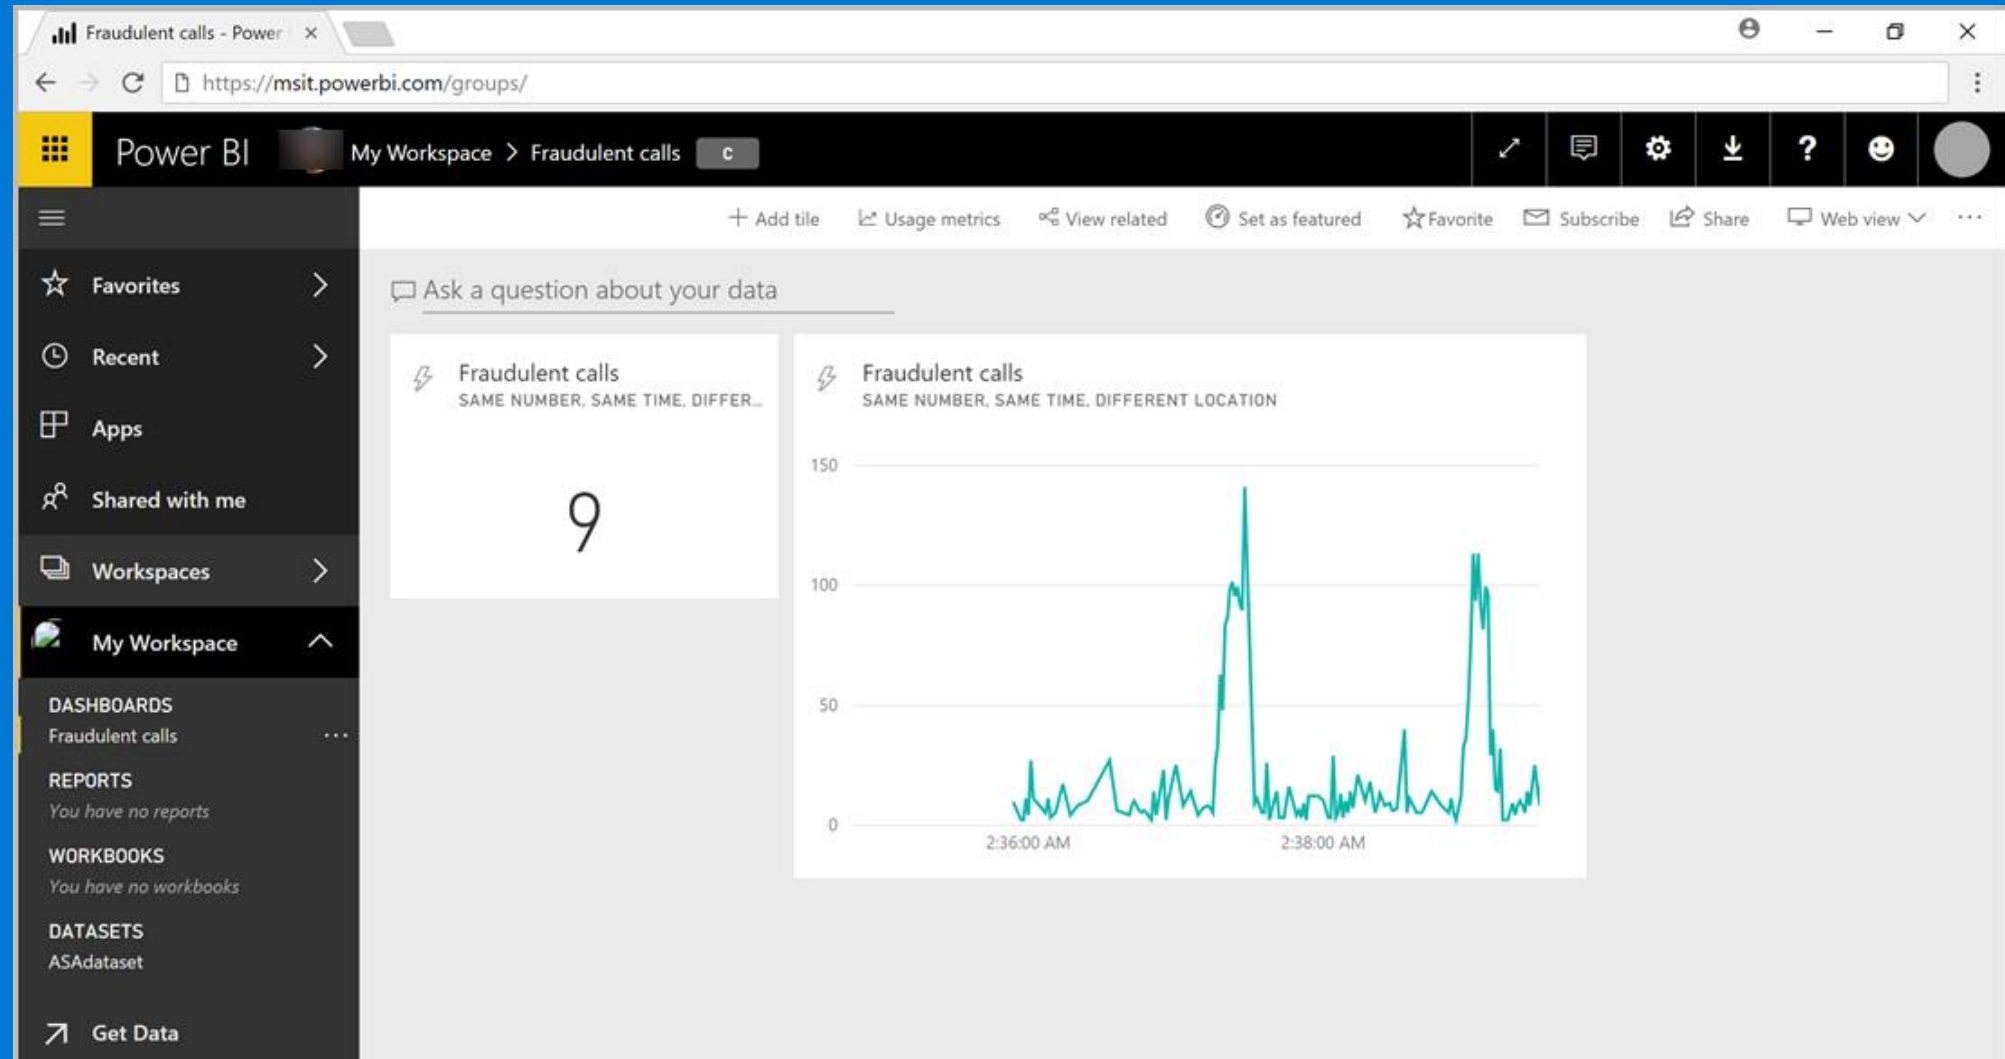 Fraudulent calls - Power
https://msit.powerbi.com/groups/
Power BI My Workspace > Fraudulent calls C
?
+ Add tile Usage metrics View related Set as featured Favorite Subscribe Share Web view ...
Favorites
Recent
Apps
Shared with me
Workspaces
My Workspace
DASHBOARDS
Fraudulent calls ...
REPORTS
You have no reports
WORKBOOKS
You have no workbooks
DATASETS
ASAdataset
Get Data
Ask a question about your data
Fraudulent calls
SAME NUMBER, SAME TIME, DIFFER...
9
Fraudulent calls
SAME NUMBER, SAME TIME, DIFFERENT LOCATION
150
100
50
0
2:36:00 AM 2:38:00 AM